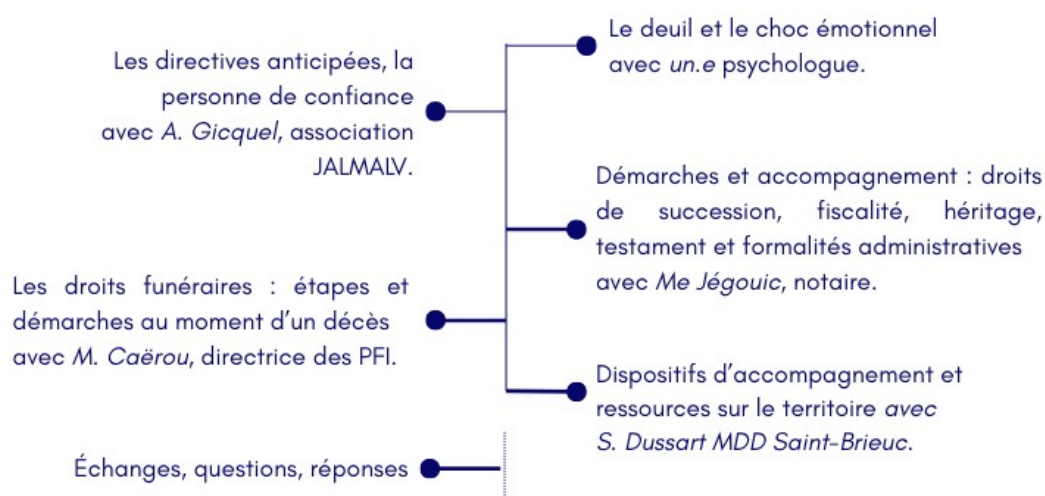 Le deuil et le choc émotionnel
avec un.e psychologue.
Les directives anticipées, la
personne de confiance
avec A. Gicquel, association
JALMALV.
Démarches et accompagnement : droits
de succession, fiscalité, héritage,
testament et formalités administratives
avec Me Jégouic, notaire.
Les droits funéraires : étapes et
démarches au moment d’un décès
avec M. Caërou, directrice des PFI.
Dispositifs d’accompagnement et
ressources sur le territoire avec
S. Dussart MDD Saint-Brieuc.
Échanges, questions, réponses